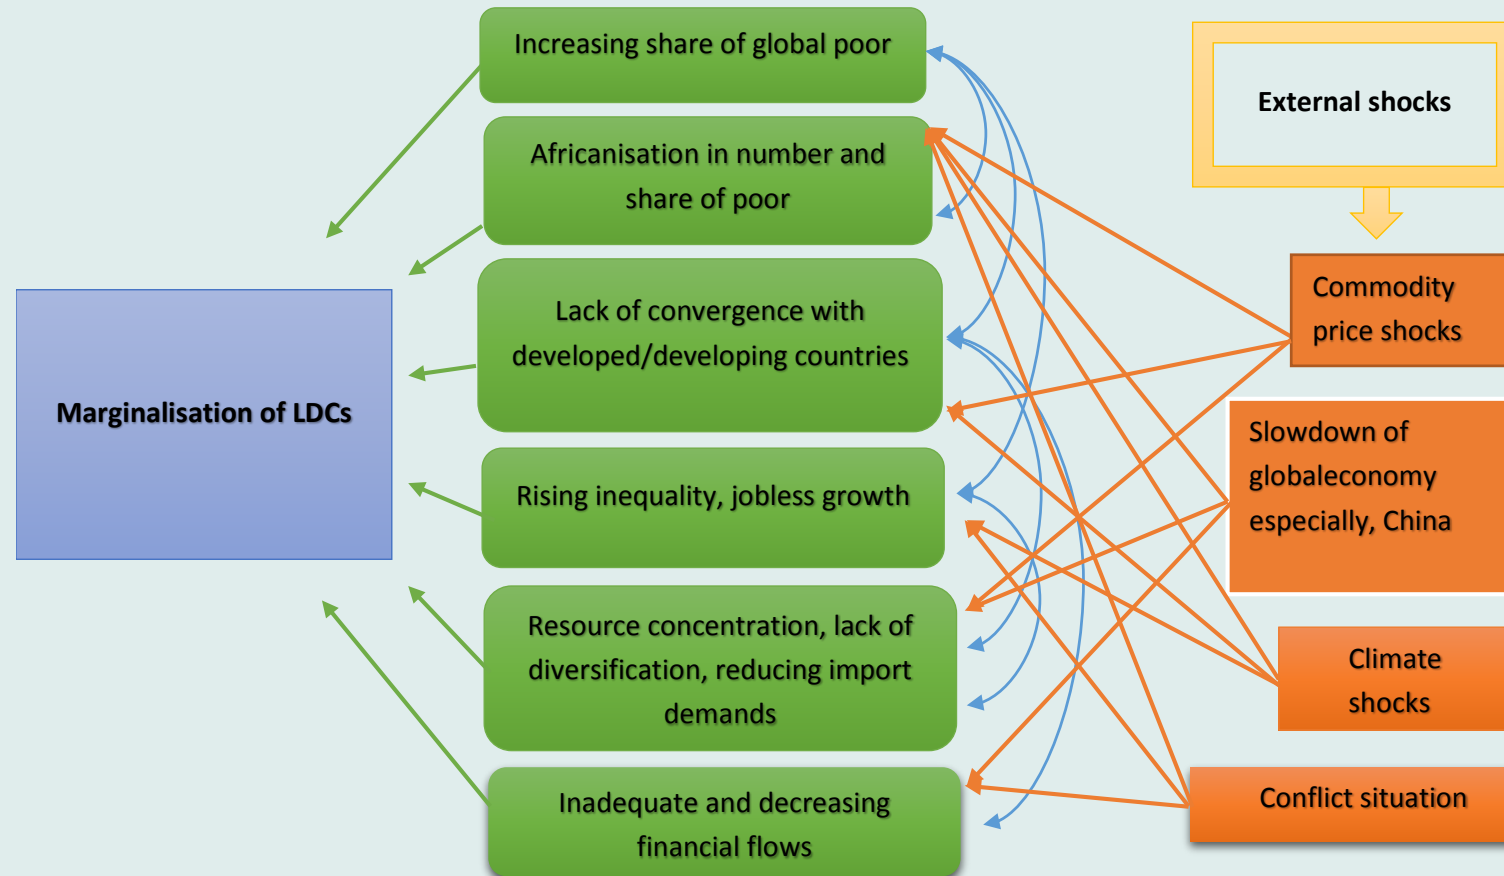 Increasing share of global poor
Africanisation in number and
share of poor
Lack of convergence with
developed/developing countries
Marginalisation of LDCs
Rising inequality, jobless growth
Resource concentration, lack of
diversification, reducing import
demands
Inadequate and decreasing
financial flows
External shocks
Commodity
price shocks
Slowdown of
globaleconomy
especially, China
Climate
shocks
Conflict situation